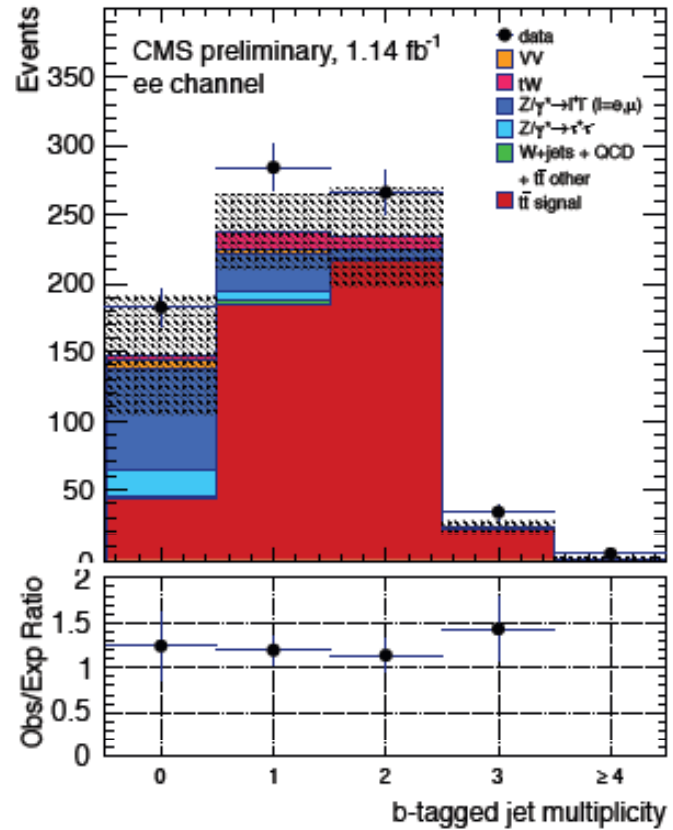 Events
CMS preliminary, 1.14 fb⁻¹
ee channel
data
VV
tW
Z/γ*→l⁺l⁻ (l=e,μ)
Z/γ*→τ⁺τ⁻
W+jets + QCD
+ tt̄ other
tt̄ signal
350
300
250
200
150
100
50
0
Obs/Exp Ratio
2
1.5
1
0.5
0
0 1 2 3 ≥ 4
b-tagged jet multiplicity